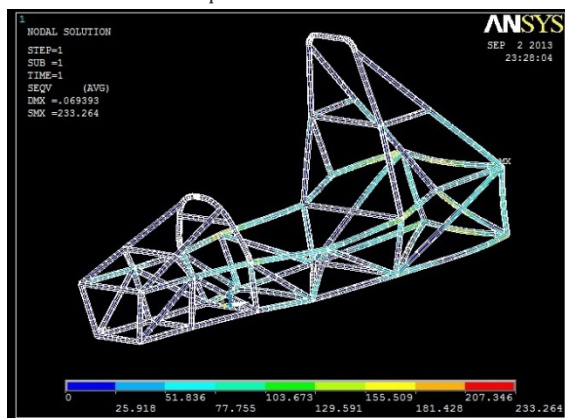 1
NODAL SOLUTION
STEP=1
SUB =1
TIME=1
SEQV     (AVG)
DMX =.069393
SMX =233.264
ANSYS
SEP  2 2013
23:28:04
MX
0 51.836 103.673 155.509 207.346
25.918 77.755 129.591 181.428 233.264